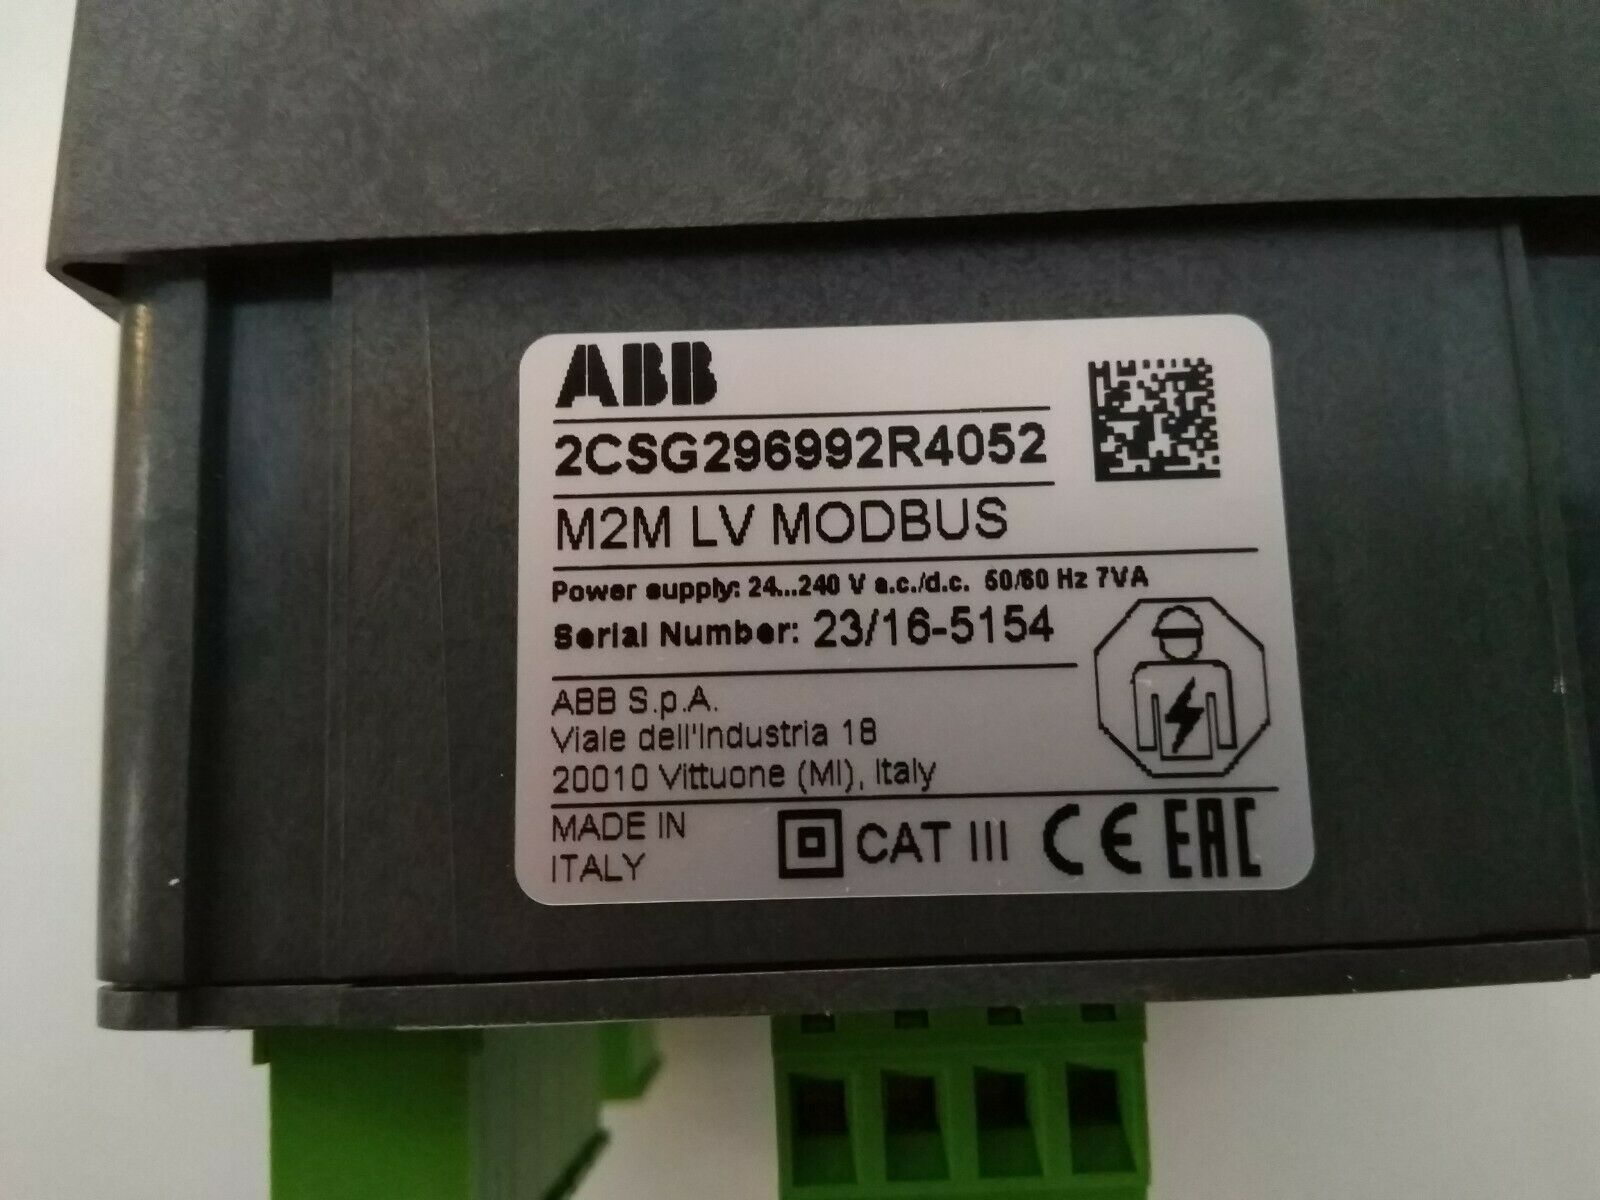 ABB
2CSG296992R4052
M2M LV MODBUS
Power supply: 24...240 V a.c./d.c. 50/60 Hz 7VA
Serial Number: 23/16-5154
ABB S.p.A.
Viale dell'Industria 18
20010 Vittuone (MI), Italy
MADE IN
ITALY
CAT III CE EAC